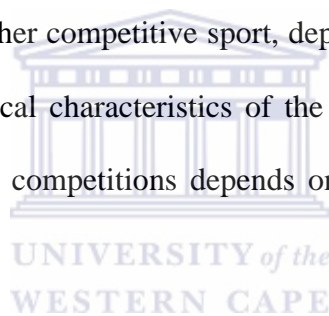 her competitive sport, dep
cal characteristics of the
competitions depends on
UNIVERSITY of the
WESTERN CAPE